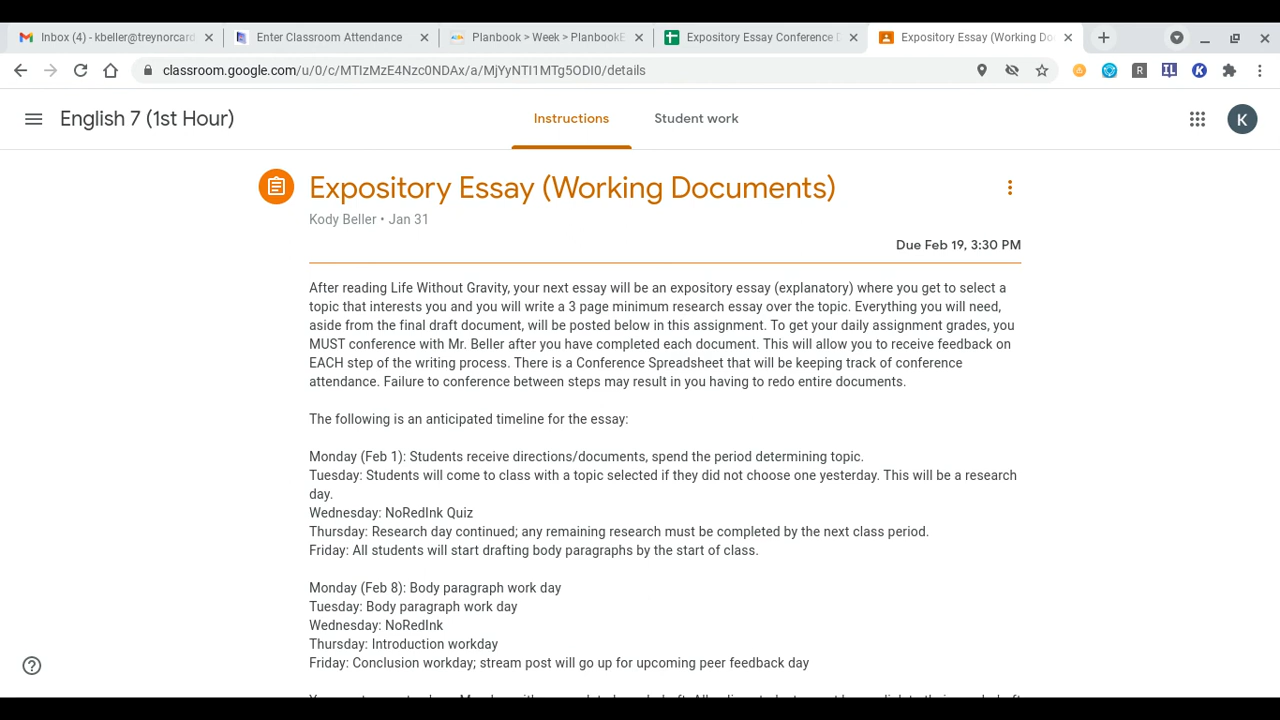 Inbox (4) - kbeller@treynorcard
Enter Classroom Attendance
Planbook > Week > PlanbookE
Expository Essay Conference D
Expository Essay (Working Do
classroom.google.com/u/0/c/MTIzMzE4Nzc0NDAx/a/MjYyNTI1MTg5ODI0/details
English 7 (1st Hour)
Instructions
Student work
K
Expository Essay (Working Documents)
Kody Beller • Jan 31
Due Feb 19, 3:30 PM
After reading Life Without Gravity, your next essay will be an expository essay (explanatory) where you get to select a
topic that interests you and you will write a 3 page minimum research essay over the topic. Everything you will need,
aside from the final draft document, will be posted below in this assignment. To get your daily assignment grades, you
MUST conference with Mr. Beller after you have completed each document. This will allow you to receive feedback on
EACH step of the writing process. There is a Conference Spreadsheet that will be keeping track of conference
attendance. Failure to conference between steps may result in you having to redo entire documents.
The following is an anticipated timeline for the essay:
Monday (Feb 1): Students receive directions/documents, spend the period determining topic.
Tuesday: Students will come to class with a topic selected if they did not choose one yesterday. This will be a research
day.
Wednesday: NoRedInk Quiz
Thursday: Research day continued; any remaining research must be completed by the next class period.
Friday: All students will start drafting body paragraphs by the start of class.
Monday (Feb 8): Body paragraph work day
Tuesday: Body paragraph work day
Wednesday: NoRedInk
Thursday: Introduction workday
Friday: Conclusion workday; stream post will go up for upcoming peer feedback day